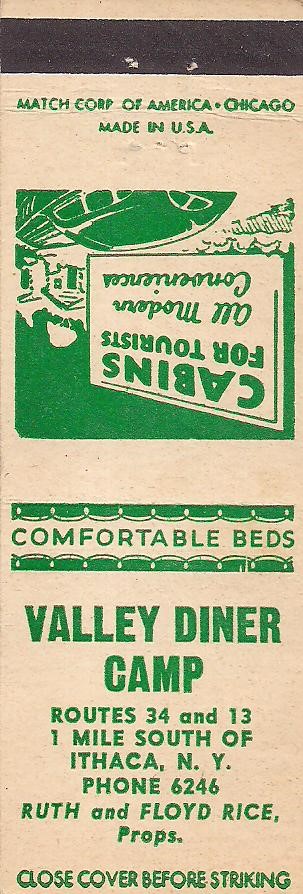 MATCH CORP. OF AMERICA • CHICAGO
MADE IN U.S.A.
CABINS
FOR TOURISTS
All Modern
Conveniences
COMFORTABLE BEDS
VALLEY DINER
CAMP
ROUTES 34 and 13
1 MILE SOUTH OF
ITHACA, N. Y.
PHONE 6246
RUTH and FLOYD RICE,
Props.
CLOSE COVER BEFORE STRIKING